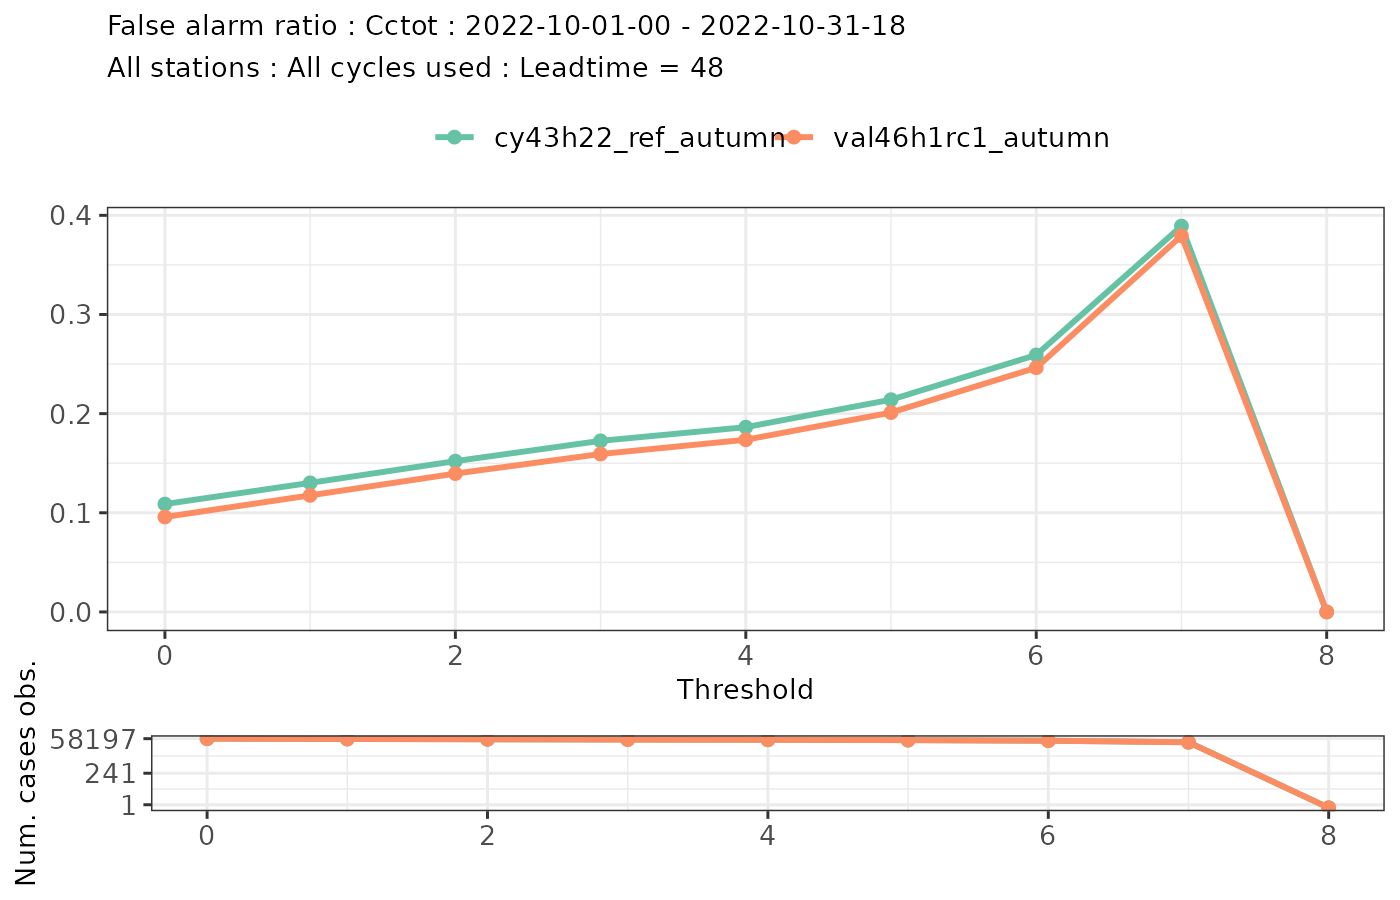 False alarm ratio : Cctot : 2022-10-01-00 - 2022-10-31-18
All stations : All cycles used : Leadtime = 48
cy43h22_ref_autumn val46h1rc1_autumn
0.4
0.3
0.2
0.1
0.0
0 2 4 6 8
Threshold
Num. cases obs.
58197
241
1
0 2 4 6 8